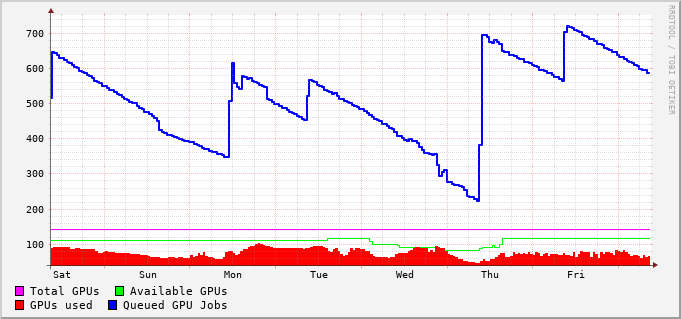 RRDTOOL / TOBI OETIKER
700
600
500
400
300
200
100
Sat Sun Mon Tue Wed Thu Fri
Total GPUs Available GPUs
GPUs used Queued GPU Jobs